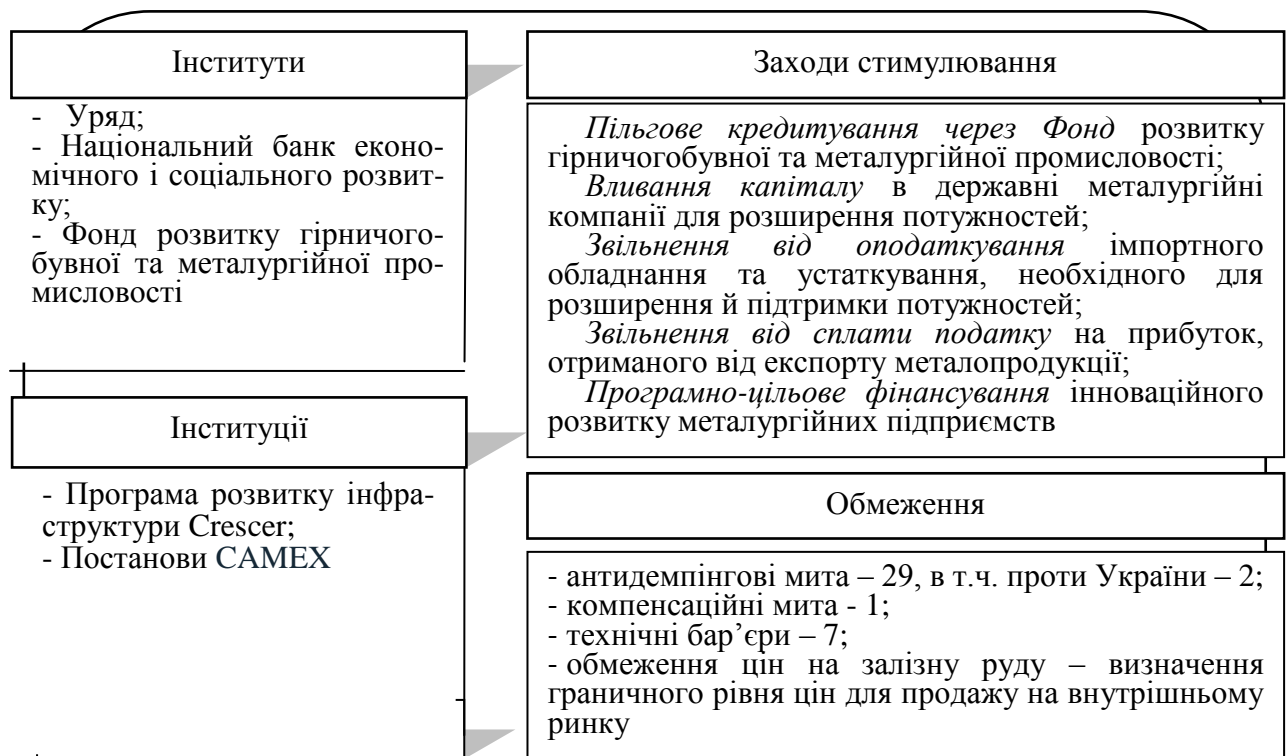 Інститути
- Уряд;
- Національний банк еконо-
мічного і соціального розвит-
ку;
- Фонд розвитку гірничого-
бувної та металургійної про-
мисловості
Інституції
- Програма розвитку інфра-
структури Crescer;
- Постанови CAMEX
Заходи стимулювання
Пільгове кредитування через Фонд розвитку
гірничогобувної та металургійної промисловості;
Вливання капіталу в державні металургійні
компанії для розширення потужностей;
Звільнення від оподаткування імпортного
обладнання та устаткування, необхідного для
розширення й підтримки потужностей;
Звільнення від сплати податку на прибуток,
отриманого від експорту металопродукції;
Програмно-цільове фінансування інноваційного
розвитку металургійних підприємств
Обмеження
- антидемпінгові мита – 29, в т.ч. проти України – 2;
- компенсаційні мита - 1;
- технічні бар’єри – 7;
- обмеження цін на залізну руду – визначення
граничного рівня цін для продажу на внутрішньому
ринку